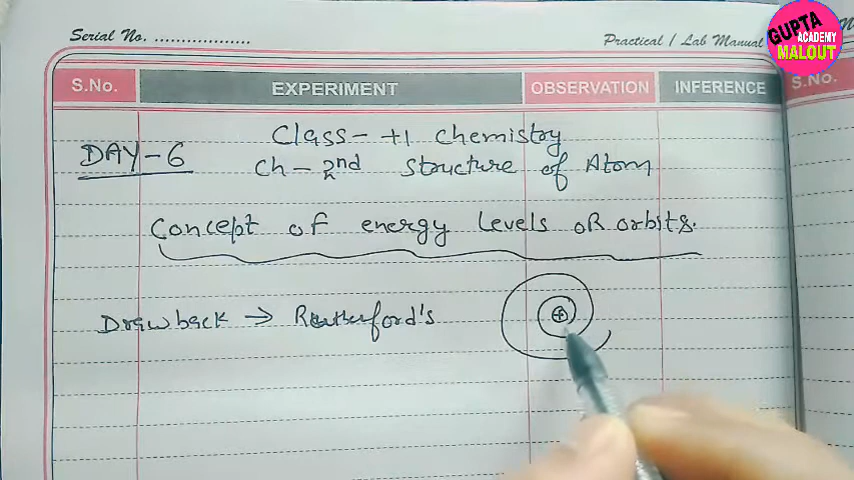 Serial No. ..................
Practical / Lab Manual
GUPTA
ACADEMY
MALOUT
S.No.
EXPERIMENT
OBSERVATION
INFERENCE
S.No.
DAY-6
Class- +1 Chemistry
Ch- 2nd Structure of Atom
Concept of energy levels oR orbits.
Drawback → Rutherford's
+